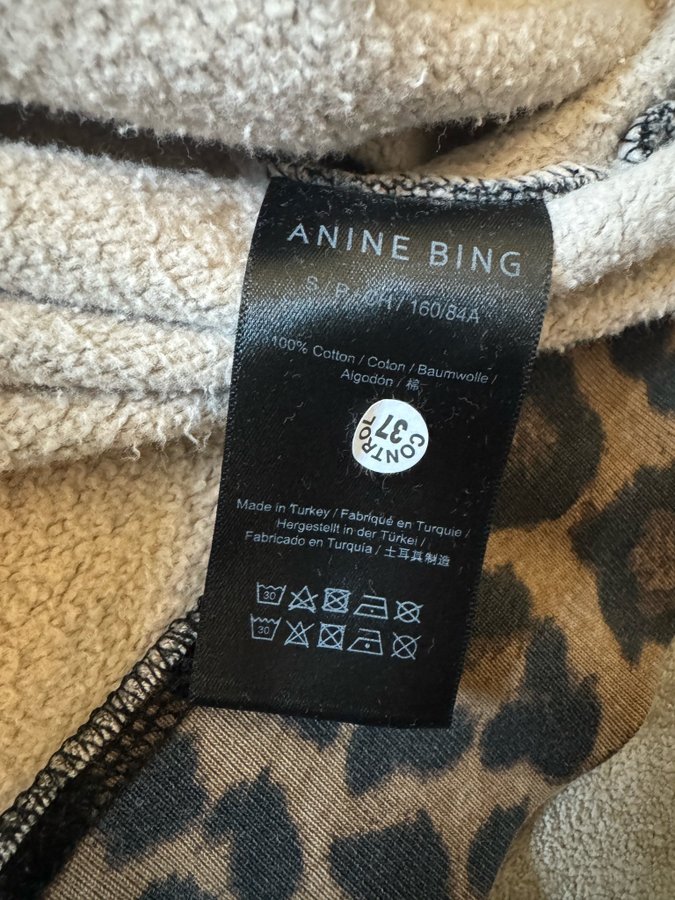 ANINE BING
S / P / CH / 160/84A
100% Cotton / Coton / Baumwolle /
Algodón / 棉
CONTROL
37
Made in Turkey / Fabriqué en Turquie /
Hergestellt in der Türkei /
Fabricado en Turquía / 土耳其制造
30
30